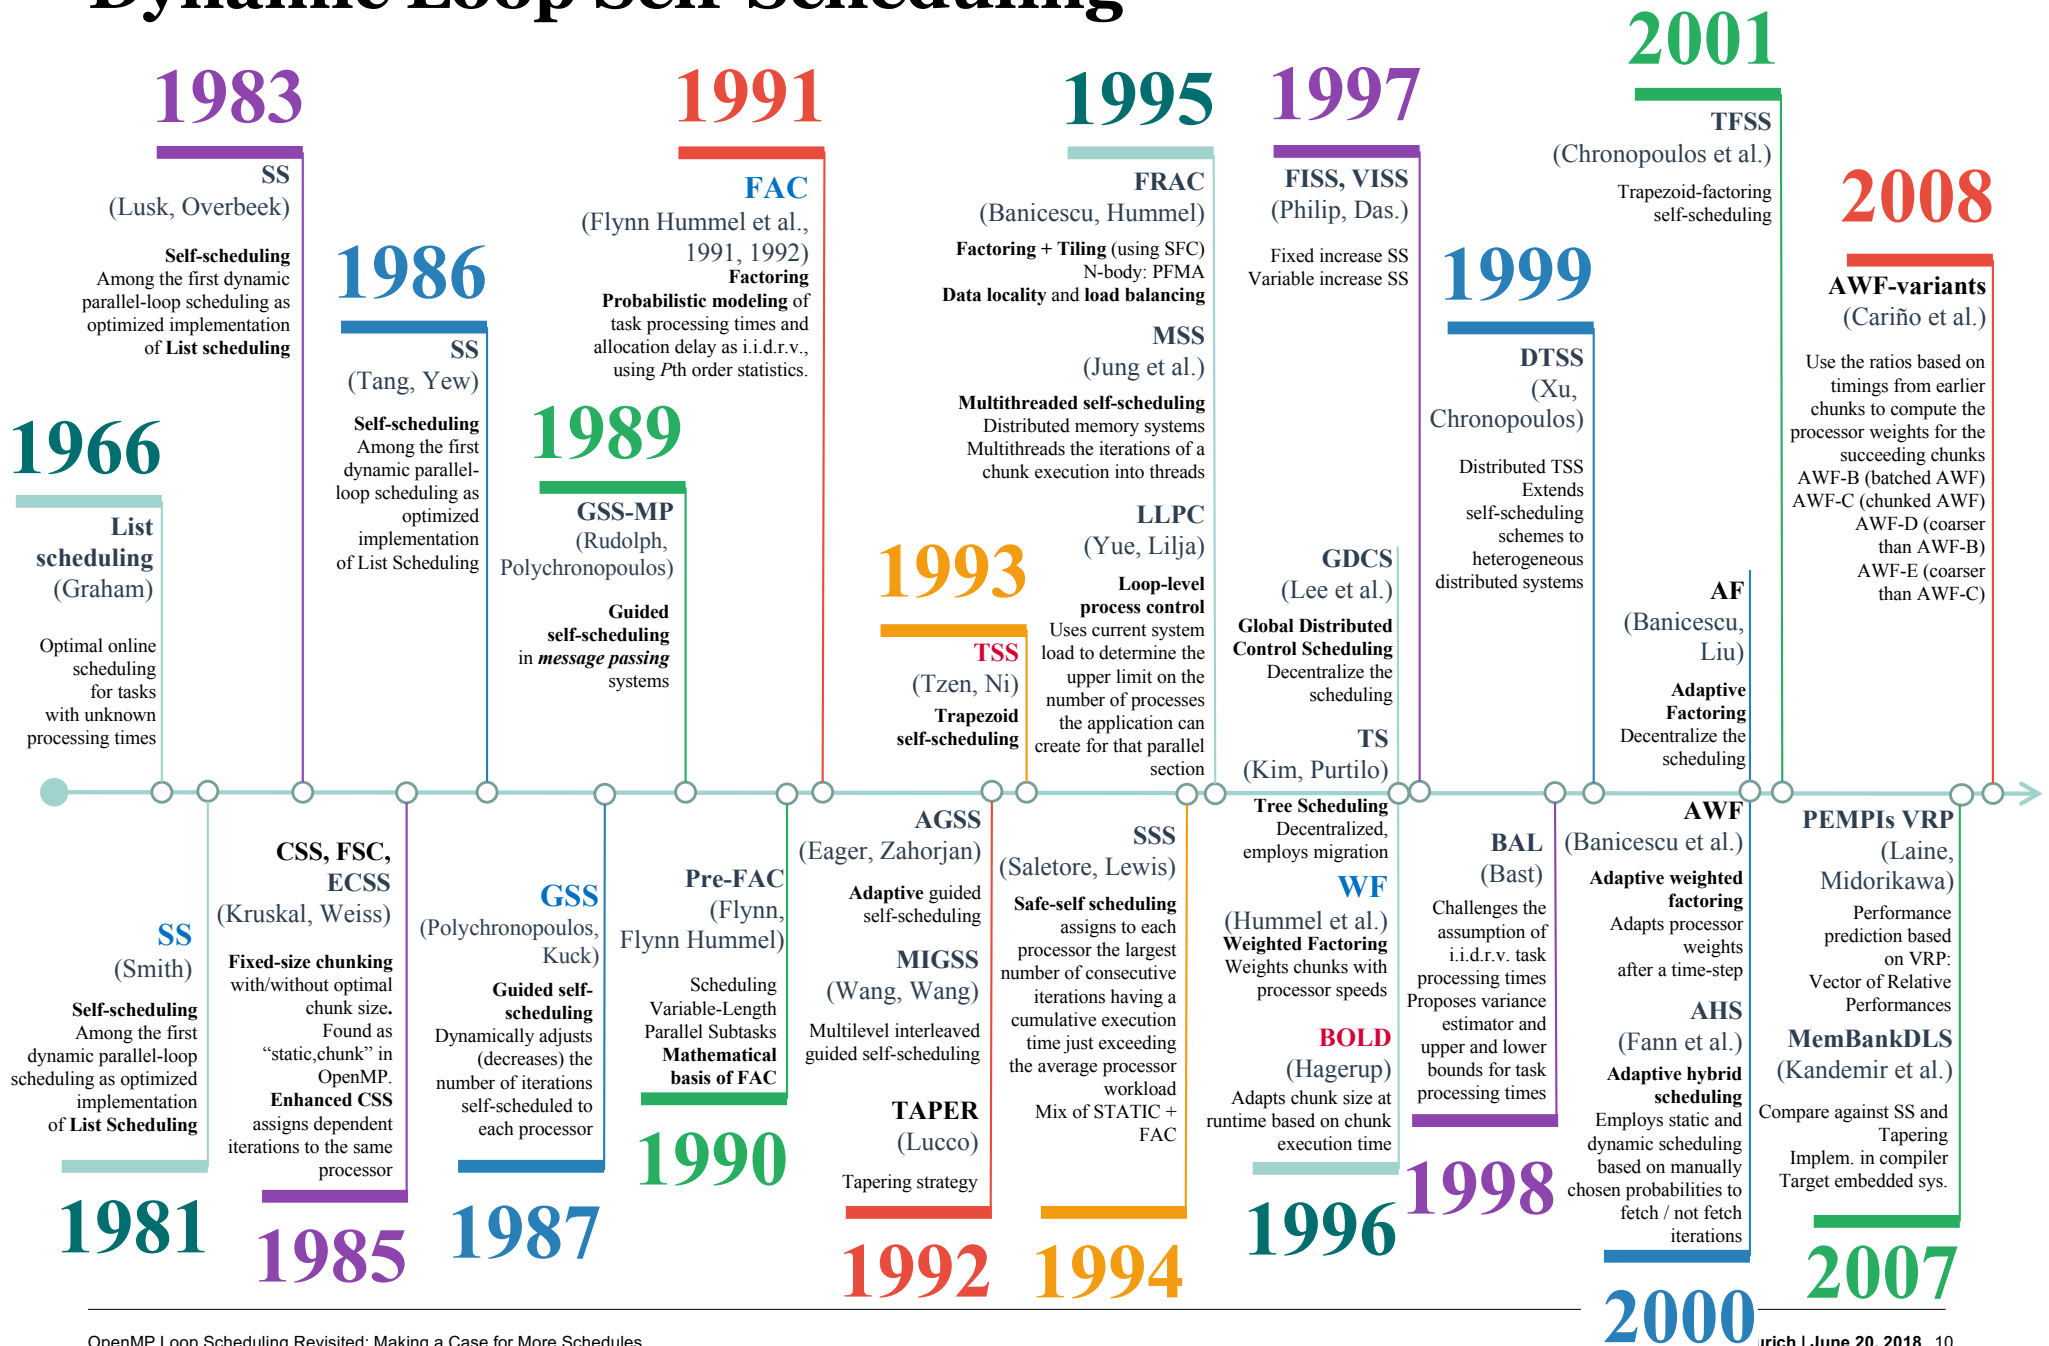 Dynamic Loop Self-Scheduling
1966
List
scheduling
(Graham)
Optimal online
scheduling
for tasks
with unknown
processing times
1981
SS
(Smith)
Self-scheduling
Among the first
dynamic parallel-loop
scheduling as optimized
implementation
of List Scheduling
1983
SS
(Lusk, Overbeek)
Self-scheduling
Among the first dynamic
parallel-loop scheduling as
optimized implementation
of List scheduling
1985
CSS, FSC,
ECSS
(Kruskal, Weiss)
Fixed-size chunking
with/without optimal
chunk size.
Found as
“static,chunk” in
OpenMP.
Enhanced CSS
assigns dependent
iterations to the same
processor
1986
SS
(Tang, Yew)
Self-scheduling
Among the first
dynamic parallel-
loop scheduling as
optimized
implementation
of List Scheduling
1987
GSS
(Polychronopoulos,
Kuck)
Guided self-
scheduling
Dynamically adjusts
(decreases) the
number of iterations
self-scheduled to
each processor
1989
GSS-MP
(Rudolph,
Polychronopoulos)
Guided
self-scheduling
in message passing
systems
1990
Pre-FAC
(Flynn,
Flynn Hummel)
Scheduling
Variable-Length
Parallel Subtasks
Mathematical
basis of FAC
1991
FAC
(Flynn Hummel et al.,
1991, 1992)
Factoring
Probabilistic modeling of
task processing times and
allocation delay as i.i.d.r.v.,
using Pth order statistics.
1992
AGSS
(Eager, Zahorjan)
Adaptive guided
self-scheduling
MIGSS
(Wang, Wang)
Multilevel interleaved
guided self-scheduling
TAPER
(Lucco)
Tapering strategy
1993
TSS
(Tzen, Ni)
Trapezoid
self-scheduling
1994
SSS
(Saletore, Lewis)
Safe-self scheduling
assigns to each
processor the largest
number of consecutive
iterations having a
cumulative execution
time just exceeding
the average processor
workload
Mix of STATIC +
FAC
1995
FRAC
(Banicescu, Hummel)
Factoring + Tiling (using SFC)
N-body: PFMA
Data locality and load balancing
MSS
(Jung et al.)
Multithreaded self-scheduling
Distributed memory systems
Multithreads the iterations of a
chunk execution into threads
LLPC
(Yue, Lilja)
Loop-level
process control
Uses current system
load to determine the
upper limit on the
number of processes
the application can
create for that parallel
section
1996
GDCS
(Lee et al.)
Global Distributed
Control Scheduling
Decentralize the
scheduling
TS
(Kim, Purtilo)
Tree Scheduling
Decentralized,
employs migration
WF
(Hummel et al.)
Weighted Factoring
Weights chunks with
processor speeds
BOLD
(Hagerup)
Adapts chunk size at
runtime based on chunk
execution time
1997
FISS, VISS
(Philip, Das.)
Fixed increase SS
Variable increase SS
1998
BAL
(Bast)
Challenges the
assumption of
i.i.d.r.v. task
processing times
Proposes variance
estimator and
upper and lower
bounds for task
processing times
1999
DTSS
(Xu,
Chronopoulos)
Distributed TSS
Extends
self-scheduling
schemes to
heterogeneous
distributed systems
2000
AF
(Banicescu,
Liu)
Adaptive
Factoring
Decentralize the
scheduling
AWF
(Banicescu et al.)
Adaptive weighted
factoring
Adapts processor
weights
after a time-step
AHS
(Fann et al.)
Adaptive hybrid
scheduling
Employs static and
dynamic scheduling
based on manually
chosen probabilities to
fetch / not fetch
iterations
2001
TFSS
(Chronopoulos et al.)
Trapezoid-factoring
self-scheduling
2007
PEMPIs VRP
(Laine,
Midorikawa)
Performance
prediction based
on VRP:
Vector of Relative
Performances
MemBankDLS
(Kandemir et al.)
Compare against SS and
Tapering
Implem. in compiler
Target embedded sys.
2008
AWF-variants
(Cariño et al.)
Use the ratios based on
timings from earlier
chunks to compute the
processor weights for the
succeeding chunks
AWF-B (batched AWF)
AWF-C (chunked AWF)
AWF-D (coarser
than AWF-B)
AWF-E (coarser
than AWF-C)
OpenMP Loop Scheduling Revisited: Making a Case for More Schedules
urich | June 20, 2018 10